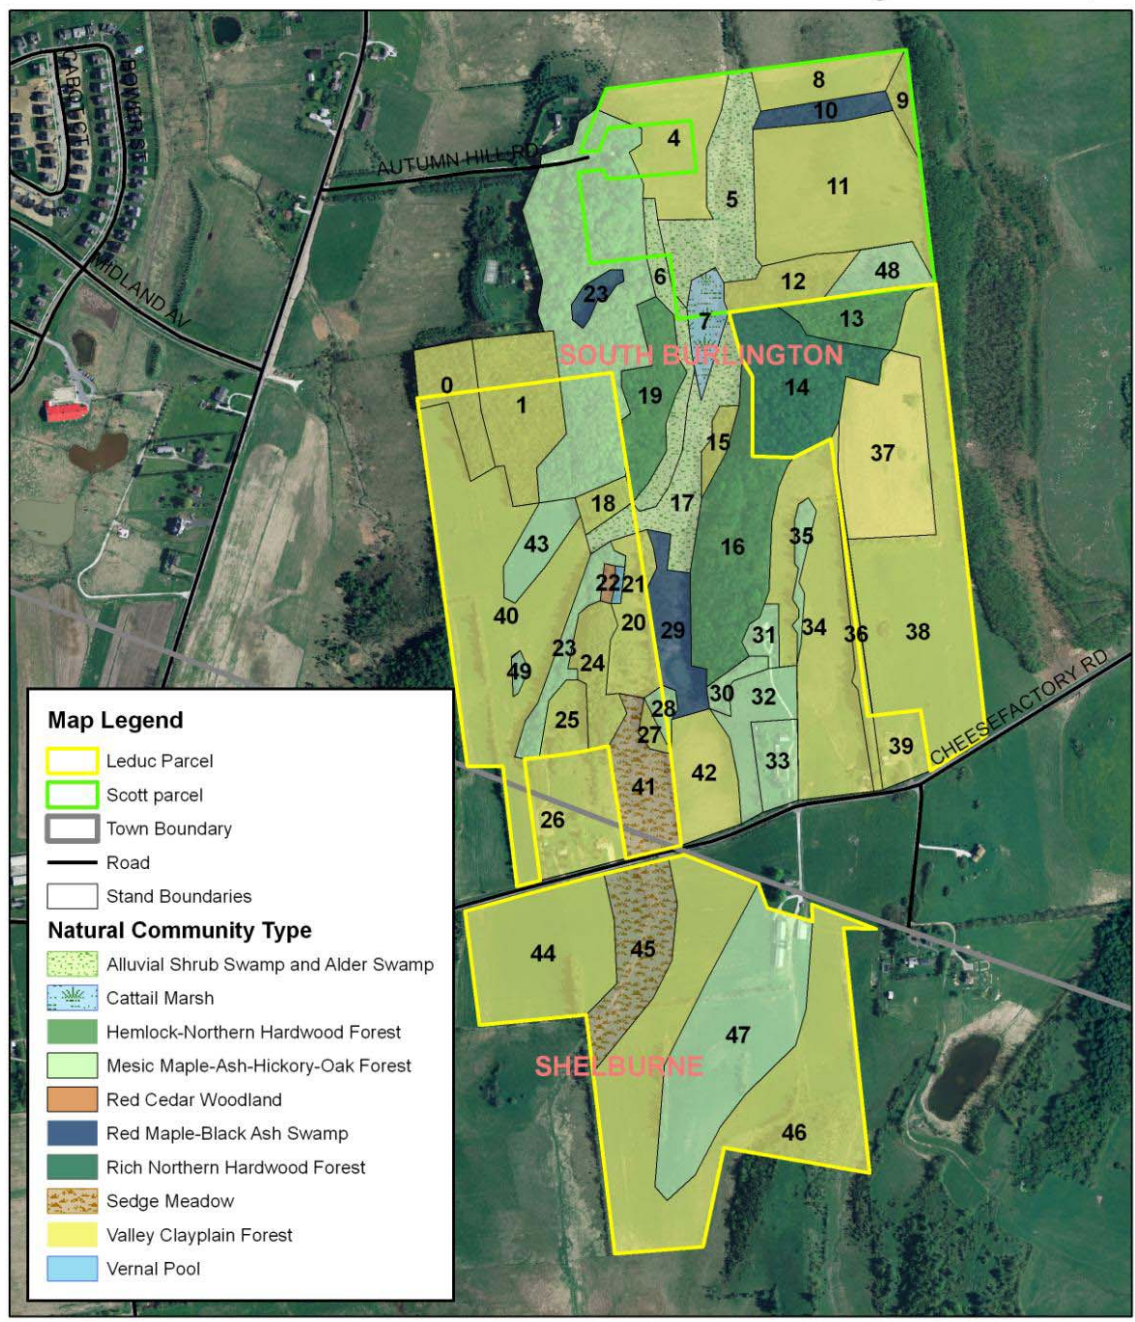 CABOT CT
BOWER ST
MIDLAND AV
AUTUMN HILL RD
8
9
10
4
11
5
12
48
6
23
7
13
SOUTH BURLINGTON
0
1
19
14
15
37
18
17
43
35
16
22
21
40
20
29
31
34
36
38
23
24
49
30
32
28
25
27
39
33
42
41
26
CHEESEFACTORY RD
44
45
47
SHELBURNE
46
Map Legend
Leduc Parcel
Scott parcel
Town Boundary
Road
Stand Boundaries
Natural Community Type
Alluvial Shrub Swamp and Alder Swamp
Cattail Marsh
Hemlock-Northern Hardwood Forest
Mesic Maple-Ash-Hickory-Oak Forest
Red Cedar Woodland
Red Maple-Black Ash Swamp
Rich Northern Hardwood Forest
Sedge Meadow
Valley Clayplain Forest
Vernal Pool